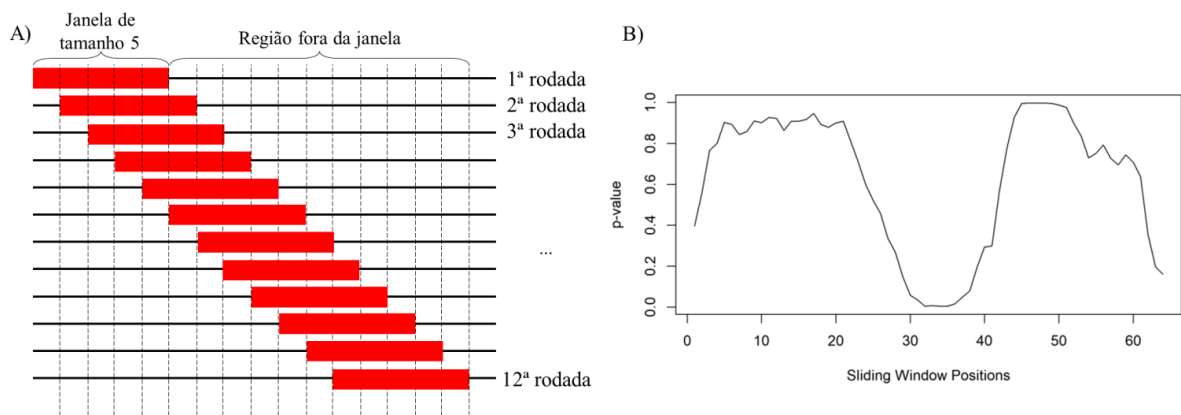 A)
Janela de
tamanho 5
Região fora da janela
1ª rodada
2ª rodada
3ª rodada
...
12ª rodada
B)
p-value
1.0
0.8
0.6
0.4
0.2
0.0
0 10 20 30 40 50 60
Sliding Window Positions